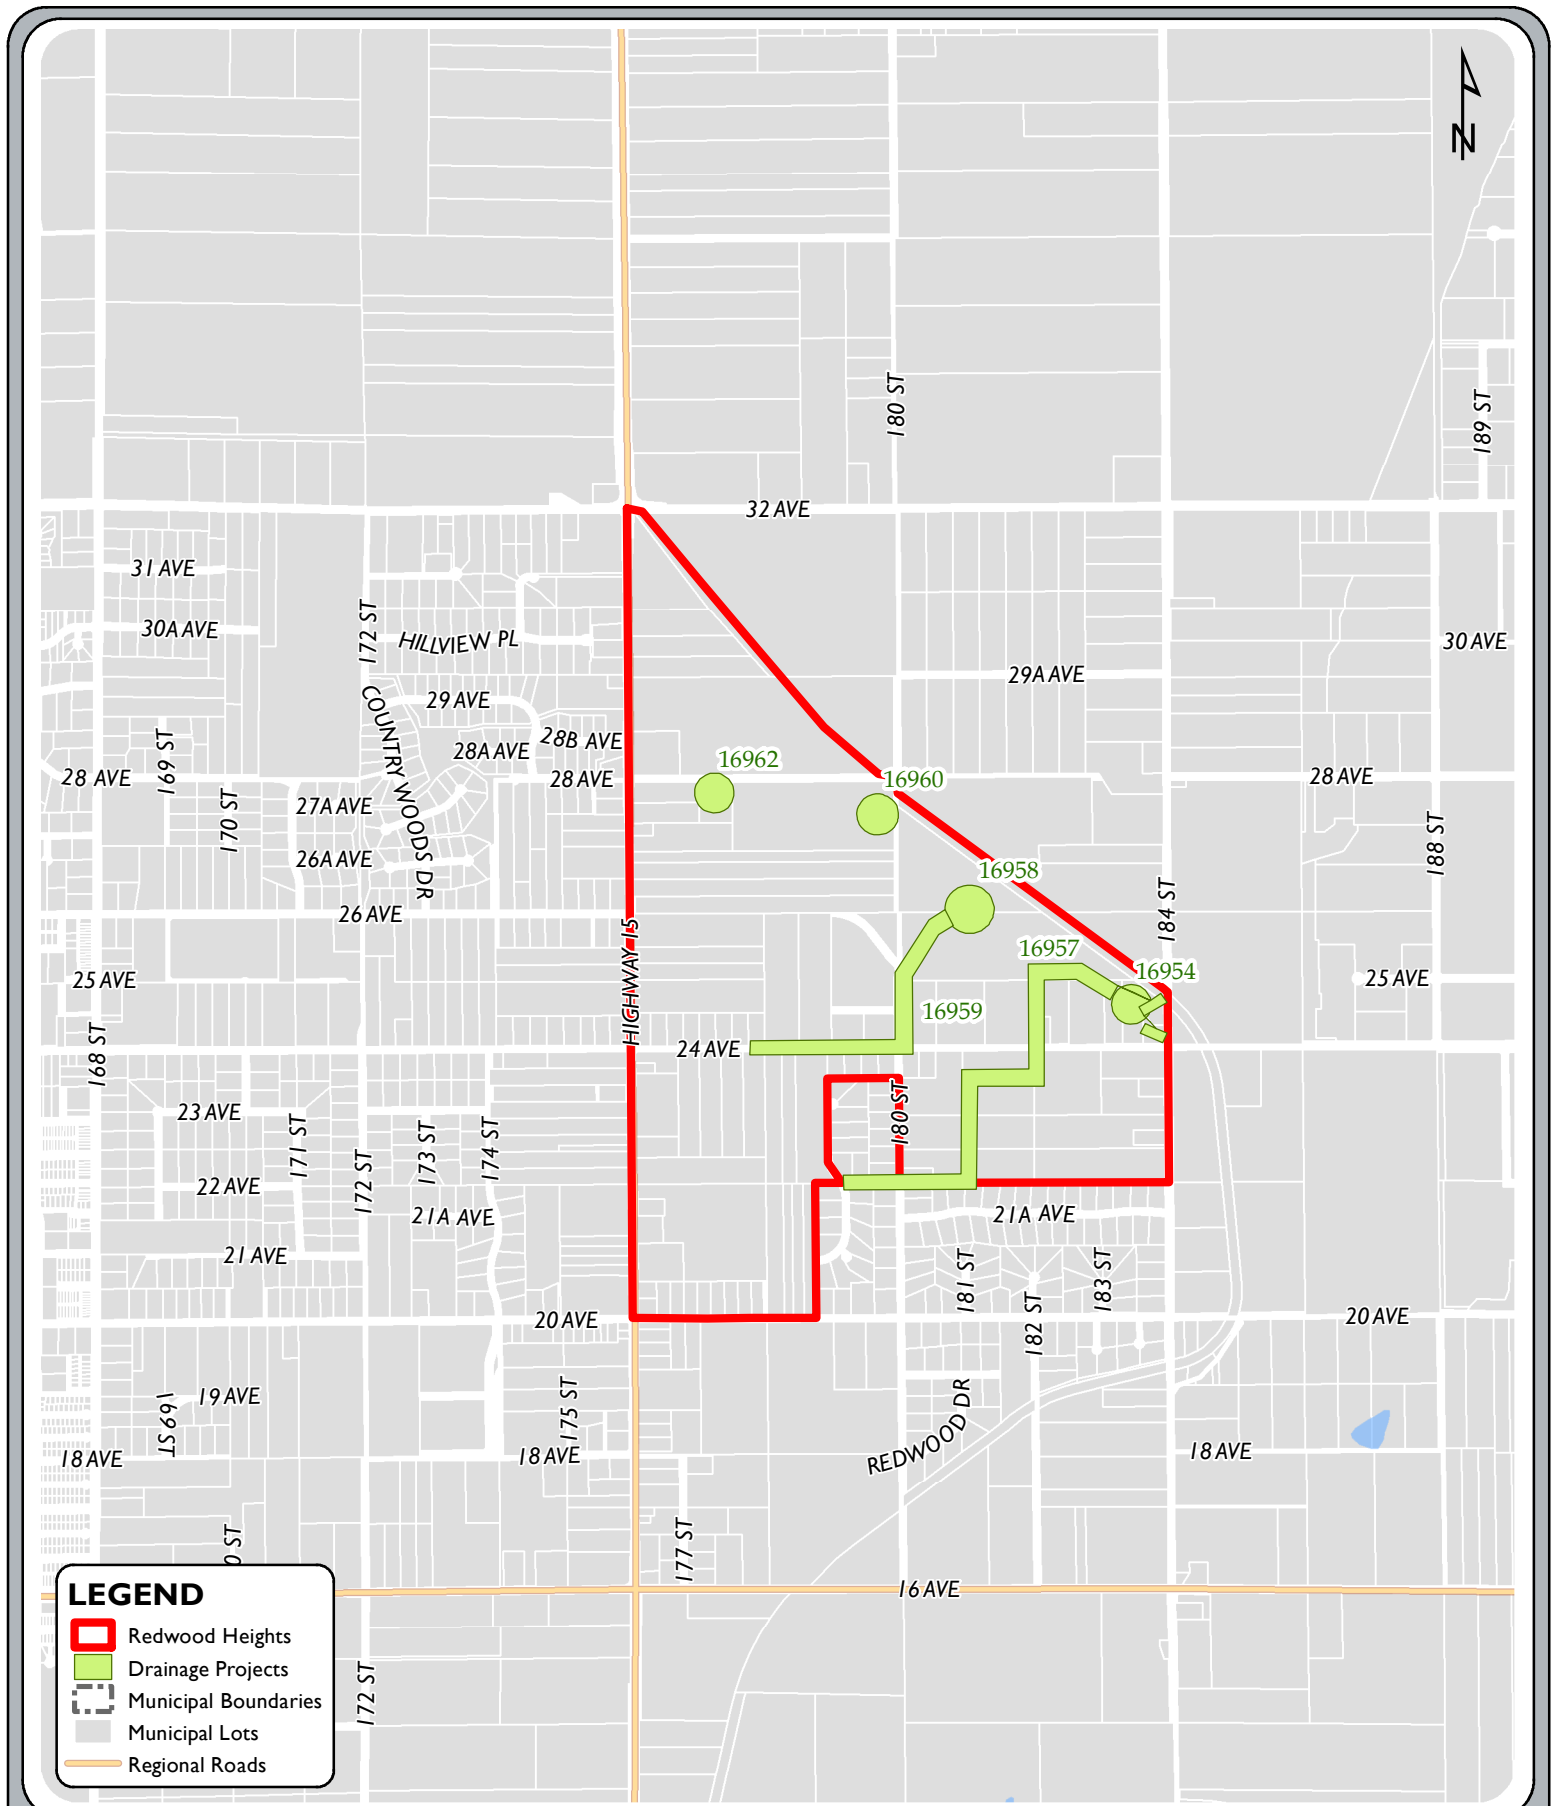 N
180 ST
189 ST
32 AVE
31 AVE
30A AVE
172 ST
HILLVIEW PL
30 AVE
29A AVE
29 AVE
COUNTRY WOODS DR
28B AVE
28A AVE
169 ST
16962
28 AVE
28 AVE
16960
28 AVE
27A AVE
170 ST
188 ST
26A AVE
16958
184 ST
26 AVE
HIGHWAY 15
16957
16954
25 AVE
25 AVE
16959
168 ST
24 AVE
23 AVE
180 ST
171 ST
173 ST
174 ST
172 ST
22 AVE
21A AVE
21A AVE
21 AVE
181 ST
183 ST
182 ST
20 AVE
20 AVE
19 AVE
169 ST
175 ST
REDWOOD DR
18 AVE
18 AVE
18 AVE
177 ST
0 ST
16 AVE
172 ST
LEGEND
Redwood Heights
Drainage Projects
Municipal Boundaries
Municipal Lots
Regional Roads